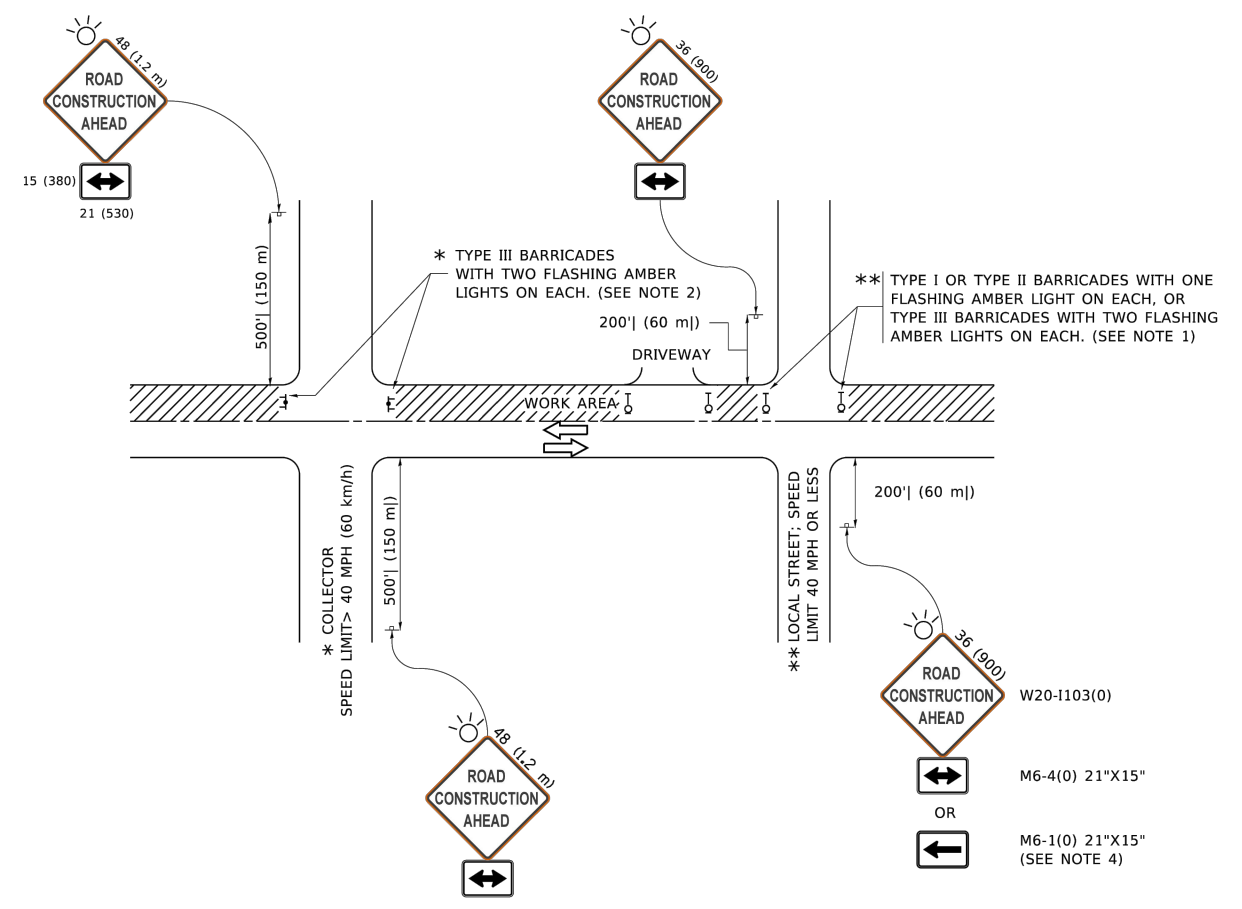 48 (1.2 m)
ROAD
CONSTRUCTION
AHEAD
15 (380)
21 (530)
36 (900)
ROAD
CONSTRUCTION
AHEAD
500'| (150 m)
* TYPE III BARRICADES
WITH TWO FLASHING AMBER
LIGHTS ON EACH. (SEE NOTE 2)
200'| (60 m|)
DRIVEWAY
** TYPE I OR TYPE II BARRICADES WITH ONE
FLASHING AMBER LIGHT ON EACH, OR
TYPE III BARRICADES WITH TWO FLASHING
AMBER LIGHTS ON EACH. (SEE NOTE 1)
WORK AREA
* COLLECTOR
SPEED LIMIT> 40 MPH (60 km/h)
500'| (150 m|)
** LOCAL STREET; SPEED
LIMIT 40 MPH OR LESS
200'| (60 m|)
48 (1.2 m)
ROAD
CONSTRUCTION
AHEAD
36 (900)
ROAD
CONSTRUCTION
AHEAD
W20-I103(0)
M6-4(0) 21"X15"
OR
M6-1(0) 21"X15"
(SEE NOTE 4)